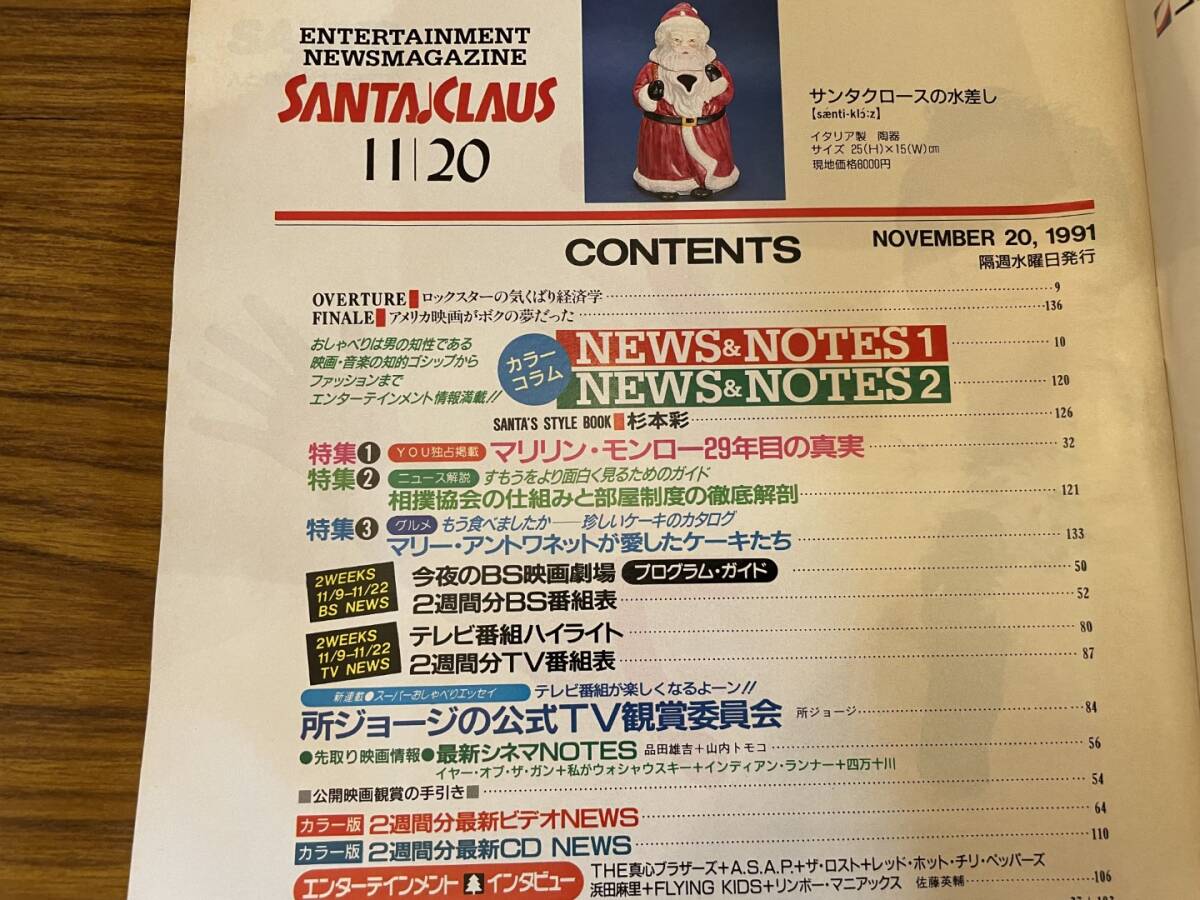 ENTERTAINMENT
NEWSMAGAZINE
SANTA CLAUS
11|20
サンタクロースの水差し
[sænti-klɔ́:z]
イタリア製 陶器
サイズ 25(H)×15(W)cm
現地価格8000円
CONTENTS
NOVEMBER 20, 1991
隔週水曜日発行
OVERTURE ロックスターの気くばり経済学 9
FINALE アメリカ映画がボクの夢だった 136
おしゃべりは男の知性である
映画・音楽の知的ゴシップから
ファッションまで
エンターテインメント情報満載!!
カラー
コラム
NEWS&NOTES 1 10
NEWS&NOTES 2 120
SANTA'S STYLE BOOK 杉本彩 126
特集❶ YOU独占掲載 マリリン・モンロー29年目の真実 32
特集❷ ニュース解説 すもうをより面白く見るためのガイド
相撲協会の仕組みと部屋制度の徹底解剖 121
特集❸ グルメ もう食べましたか——珍しいケーキのカタログ
マリー・アントワネットが愛したケーキたち 133
2WEEKS
11/9–11/22
BS NEWS
今夜のBS映画劇場 プログラム・ガイド 50
2週間分BS番組表 52
2WEEKS
11/9–11/22
TV NEWS
テレビ番組ハイライト 80
2週間分TV番組表 87
新連載●スーパーおしゃべりエッセイ テレビ番組が楽しくなるよーン!!
所ジョージの公式TV観賞委員会 所ジョージ 84
●先取り映画情報●最新シネマNOTES 品田雄吉+山内トモコ 56
イヤー・オブ・ザ・ガン+私がウォシャウスキー+インディアン・ランナー+四万十川
■公開映画観賞の手引き■ 54
カラー版 2週間分最新ビデオNEWS 64
カラー版 2週間分最新CD NEWS 110
エンターテインメント インタビュー
THE真心ブラザーズ+A.S.A.P.+ザ・ロスト+レッド・ホット・チリ・ペッパーズ
浜田麻里+FLYING KIDS+リンボー・マニアックス 佐藤英輔 106